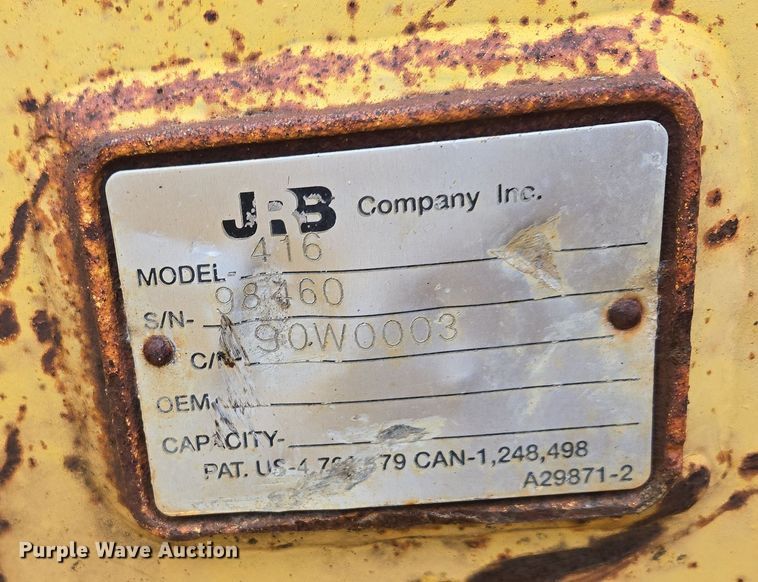 JRB Company Inc.
MODEL- 416
S/N- 98460
C/N- 90W0003
OEM-
CAPACITY-
PAT. US- CAN-1,248,498
A29871-2
Purple Wave Auction